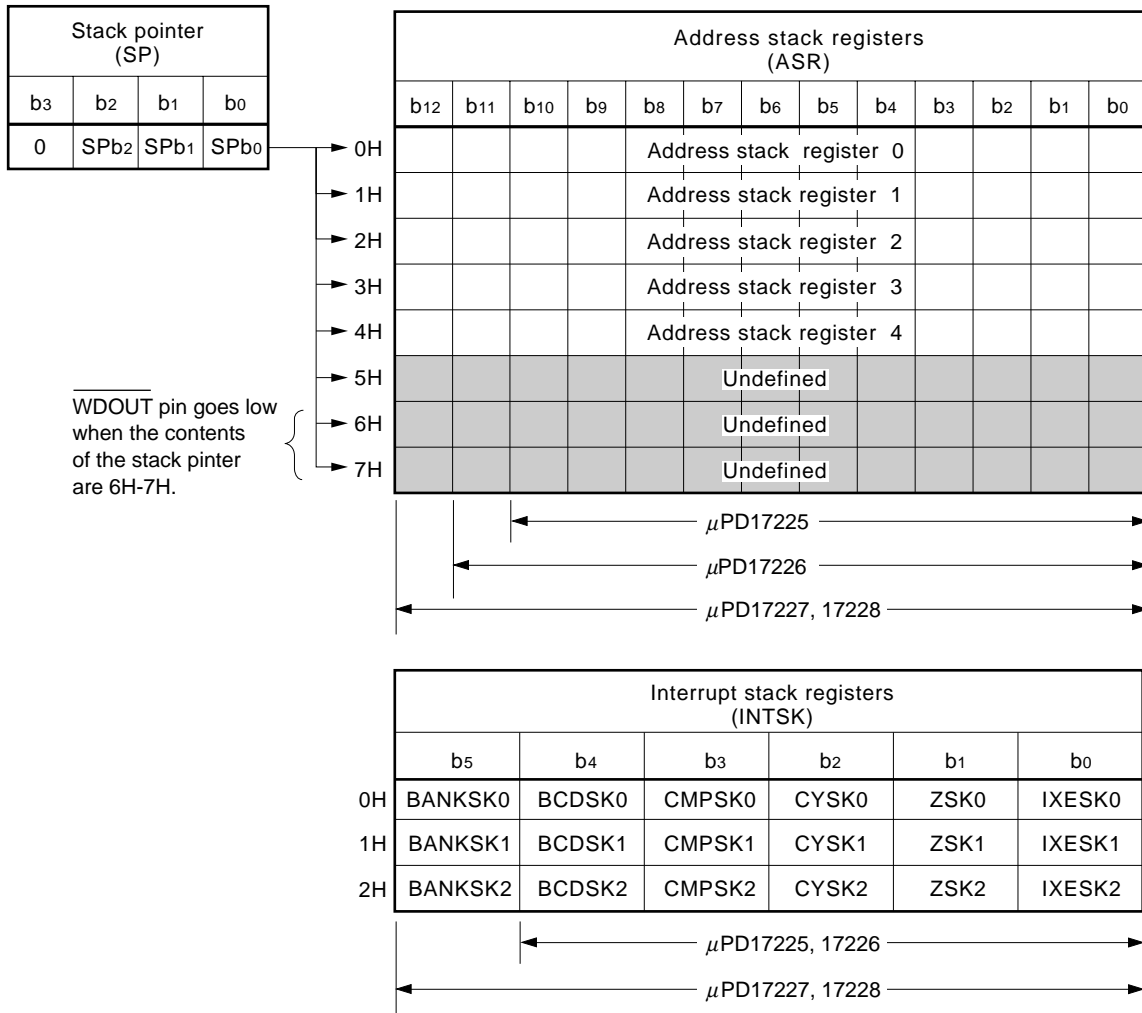 Stack pointer
(SP)
b3 b2 b1 b0
0 SPb2 SPb1 SPb0
Address stack registers
(ASR)
b12 b11 b10 b9 b8 b7 b6 b5 b4 b3 b2 b1 b0
0H Address stack register 0
1H Address stack register 1
2H Address stack register 2
3H Address stack register 3
4H Address stack register 4
5H Undefined
6H Undefined
7H Undefined
WDOUT pin goes low
when the contents
of the stack pinter
are 6H-7H.
μPD17225
μPD17226
μPD17227, 17228
Interrupt stack registers
(INTSK)
b5 b4 b3 b2 b1 b0
0H BANKSK0 BCDSK0 CMPSK0 CYSK0 ZSK0 IXESK0
1H BANKSK1 BCDSK1 CMPSK1 CYSK1 ZSK1 IXESK1
2H BANKSK2 BCDSK2 CMPSK2 CYSK2 ZSK2 IXESK2
μPD17225, 17226
μPD17227, 17228